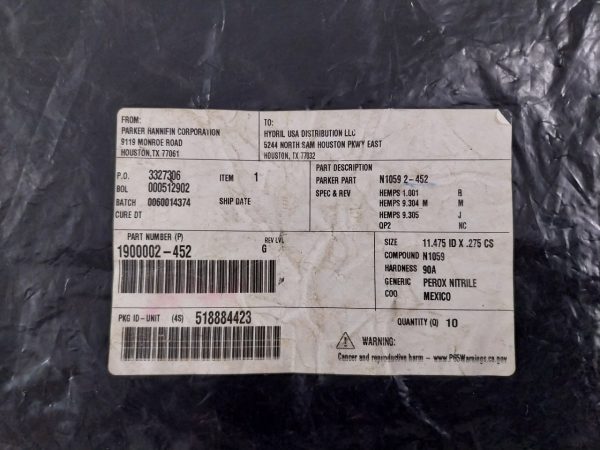 FROM:
PARKER HANNIFIN CORPORATION
9119 MONROE ROAD
HOUSTON, TX 77061
TO:
HYDRIL USA DISTRIBUTION LLC
5244 NORTH SAM HOUSTON PKWY EAST
HOUSTON, TX 77032
P.O. 3327306 ITEM 1
BOL 000512902
BATCH 0060014374 SHIP DATE
CURE DT
PART DESCRIPTION
PARKER PART N1059 2-452
SPEC & REV HEMPS 1.001 R
HEMPS 9.304 M M
HEMPS 9.305 J
QP2 NC
PART NUMBER (P) REV LVL
1900002-452 G
SIZE 11.475 ID X .275 CS
COMPOUND N1059
HARDNESS 90A
GENERIC PEROX NITRILE
COO MEXICO
PKG ID-UNIT (4S) 518884423
QUANTITY (Q) 10
WARNING:
Cancer and reproductive harm - www.P65Warnings.ca.gov